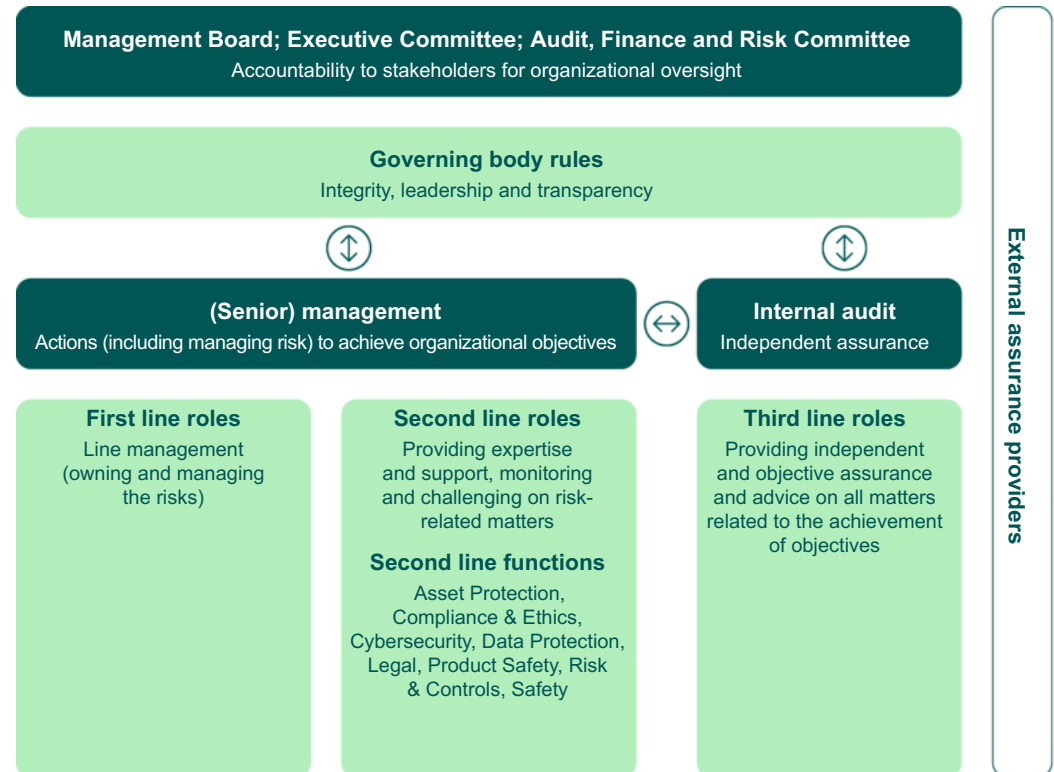 Management Board; Executive Committee; Audit, Finance and Risk Committee
Accountability to stakeholders for organizational oversight
Governing body rules
Integrity, leadership and transparency
(Senior) management
Actions (including managing risk) to achieve organizational objectives
Internal audit
Independent assurance
First line roles
Line management
(owning and managing
the risks)
Second line roles
Providing expertise
and support, monitoring
and challenging on risk-
related matters
Second line functions
Asset Protection,
Compliance & Ethics,
Cybersecurity, Data Protection,
Legal, Product Safety, Risk
& Controls, Safety
Third line roles
Providing independent
and objective assurance
and advice on all matters
related to the achievement
of objectives
External assurance providers